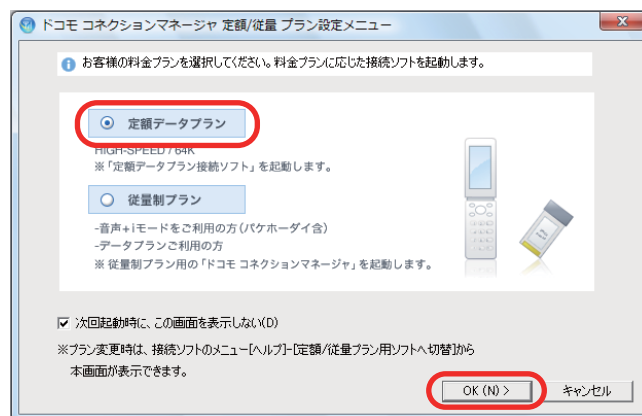 ドコモ コネクションマネージャ 定額/従量 プラン設定メニュー
お客様の料金プランを選択してください。料金プランに応じた接続ソフトを起動します。
定額データプラン
HIGH-SPEED / 64K
※「定額データプラン接続ソフト」を起動します。
従量制プラン
-音声+iモードをご利用の方(パケホーダイ含)
-データプランご利用の方
※ 従量制プラン用の「ドコモ コネクションマネージャ」を起動します。
次回起動時に、この画面を表示しない(D)
※プラン変更時は、接続ソフトのメニュー[ヘルプ]-[定額/従量プラン用ソフトへ切替]から
本画面が表示できます。
OK (N) >
キャンセル